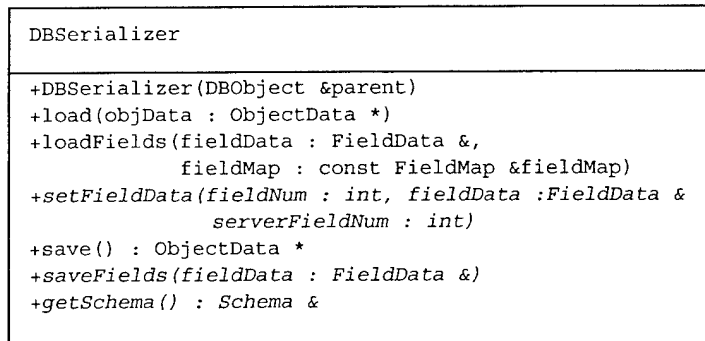 DBSerializer
+DBSerializer(DBObject &parent)
+load(objData : ObjectData *)
+loadFields(fieldData : FieldData &,
fieldMap : const FieldMap &fieldMap)
+setFieldData(fieldNum : int, fieldData :FieldData &
serverFieldNum : int)
+save() : ObjectData *
+saveFields(fieldData : FieldData &)
+getSchema() : Schema &